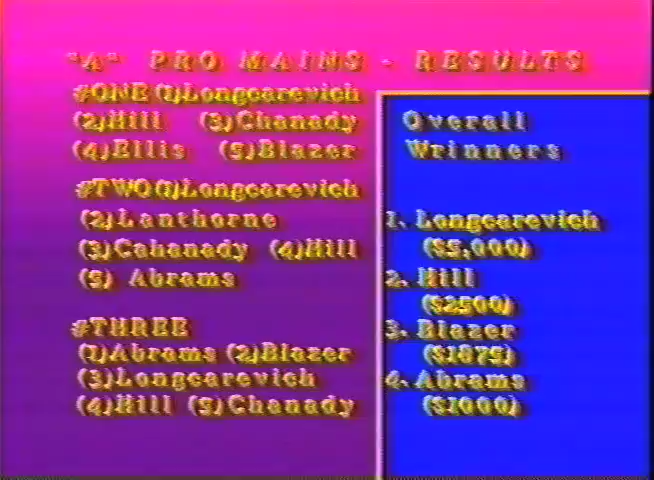 "A" PRO MAINS - RESULTS
#ONE (1)Longcarevich
(2)Hill (3)Chanady
(4)Ellis (5)Blazer
#TWO (1)Longcarevich
(2)Lanthorne
(3)Cahanady (4)Hill
(5) Abrams
#THREE
(1)Abrams (2)Blazer
(3)Longcarevich
(4)Hill (5)Chanady
Overall
Wrinners
1. Longcarevich
($5,000)
2. Hill
($2500)
3. Blazer
($1875)
4. Abrams
($1000)